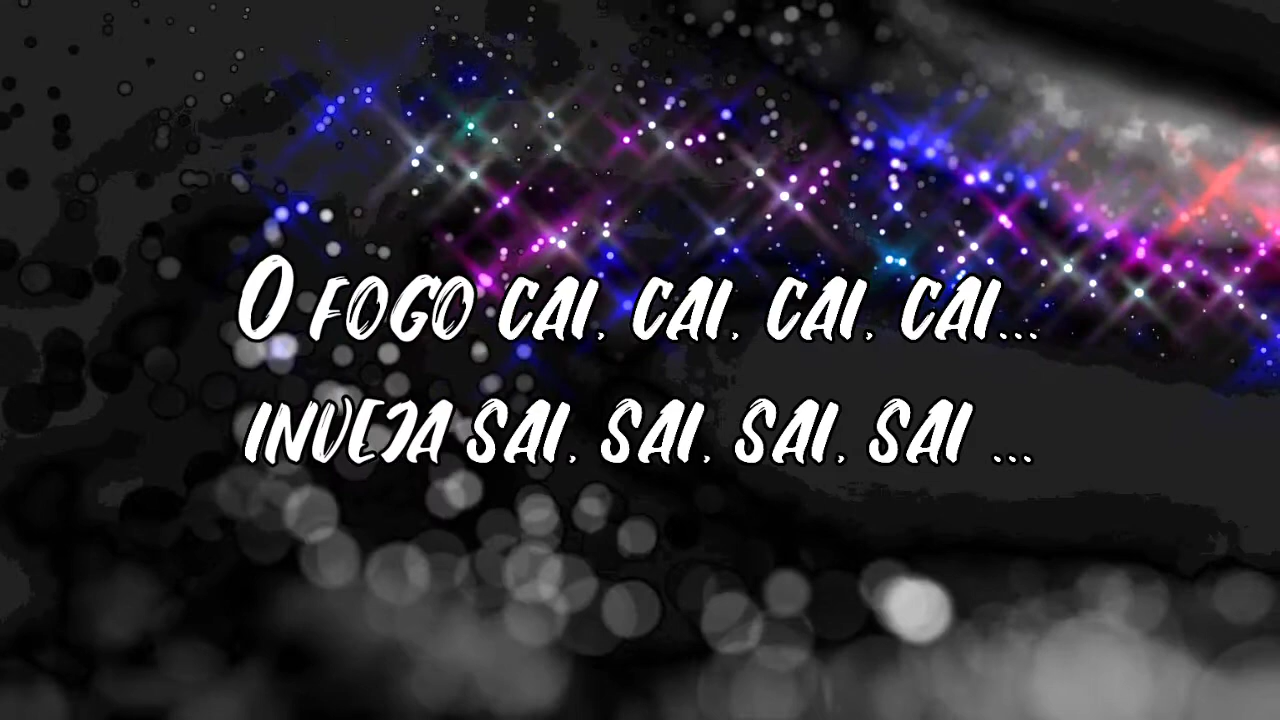 O FOGO CAI, CAI, CAI, CAI...
INVEJA SAI, SAI, SAI, SAI ...